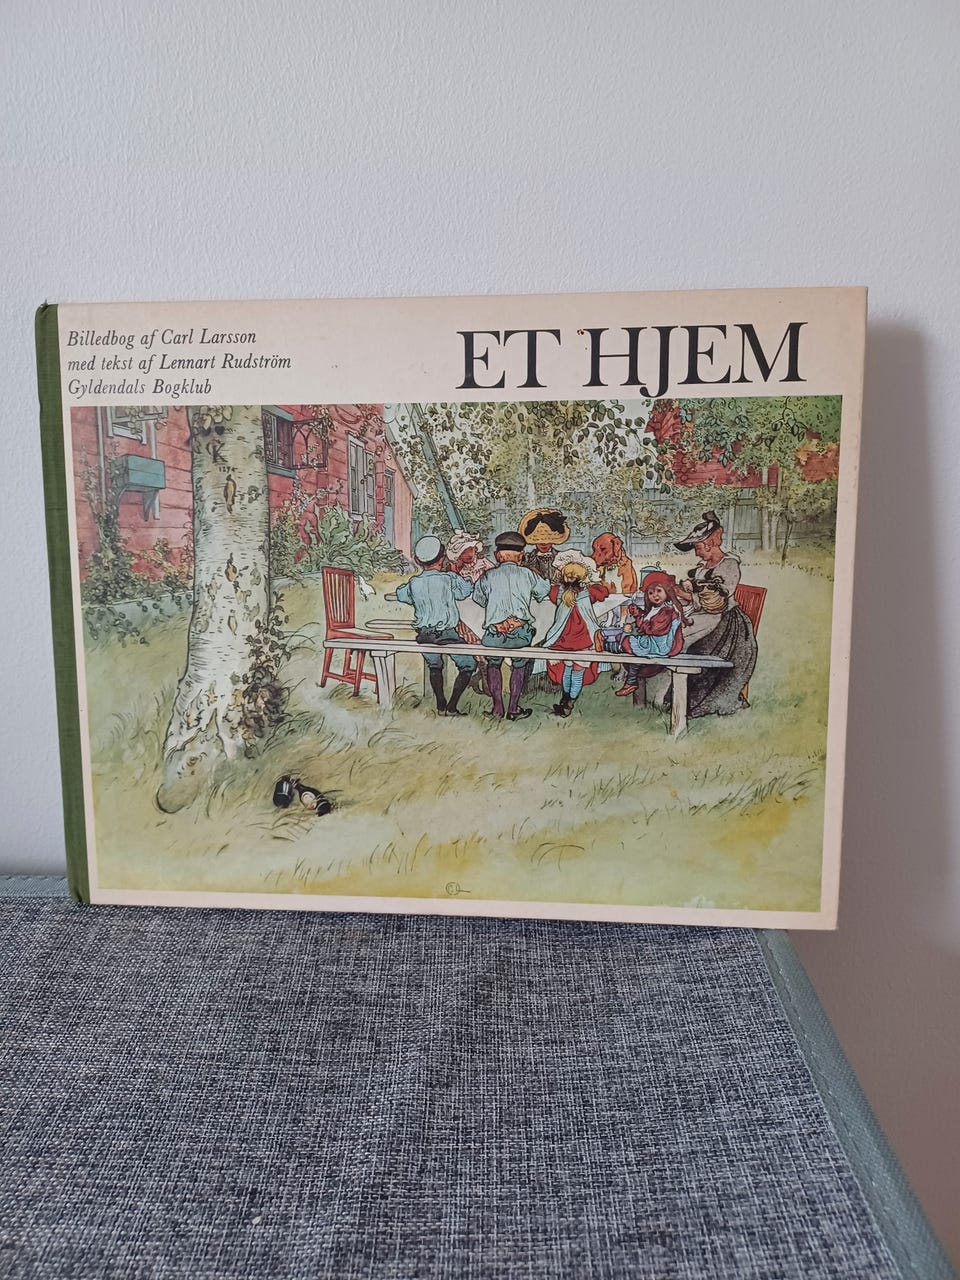 Billedbog af Carl Larsson
med tekst af Lennart Rudström
Gyldendals Bogklub
ET HJEM